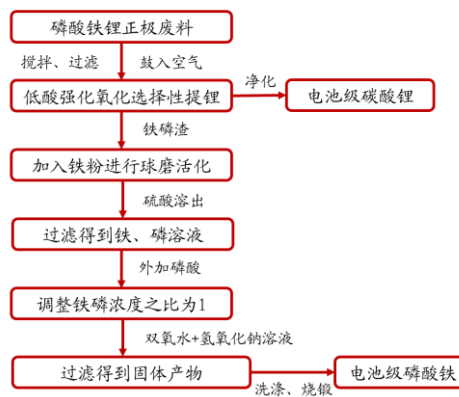 磷酸铁锂正极废料
搅拌、过滤 鼓入空气
低酸强化氧化选择性提锂
净化
电池级碳酸锂
铁磷渣
加入铁粉进行球磨活化
硫酸溶出
过滤得到铁、磷溶液
外加磷酸
调整铁磷浓度之比为1
双氧水+氢氧化钠溶液
过滤得到固体产物
洗涤、烧锻
电池级磷酸铁